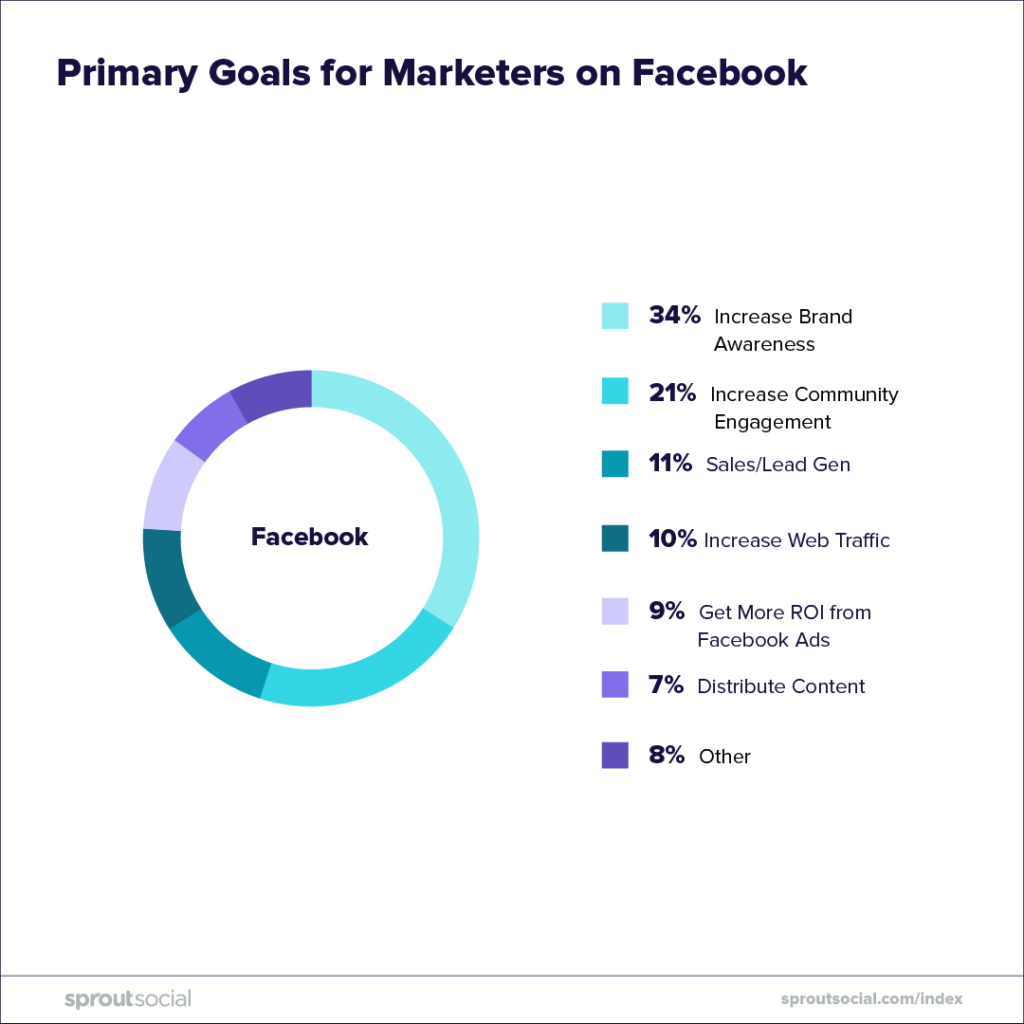 Primary Goals for Marketers on Facebook
Facebook
34% Increase Brand
Awareness
21% Increase Community
Engagement
11% Sales/Lead Gen
10% Increase Web Traffic
9% Get More ROI from
Facebook Ads
7% Distribute Content
8% Other
sproutsocial
sproutsocial.com/index